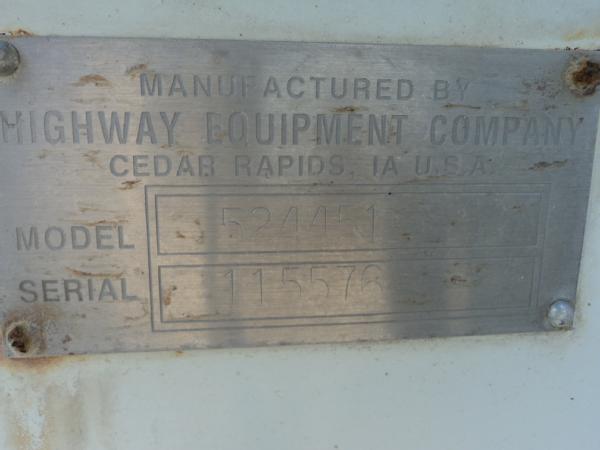 MANUFACTURED BY
HIGHWAY EQUIPMENT COMPANY
CEDAR RAPIDS, IA U.S.A.
MODEL 524451
SERIAL 115576